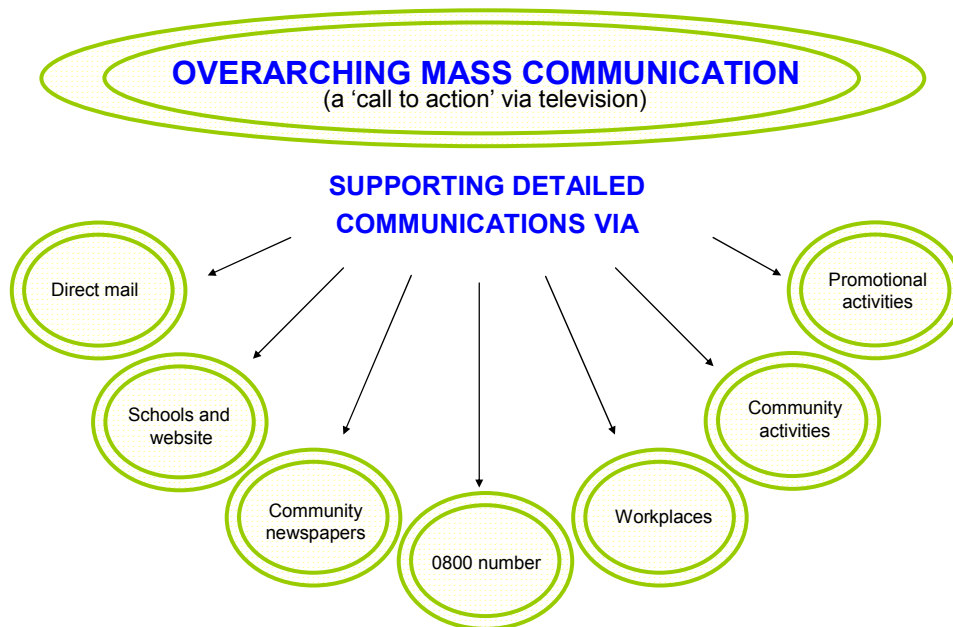 OVERARCHING MASS COMMUNICATION
(a ‘call to action’ via television)
SUPPORTING DETAILED
COMMUNICATIONS VIA
Direct mail
Schools and
website
Community
newspapers
0800 number
Workplaces
Community
activities
Promotional
activities